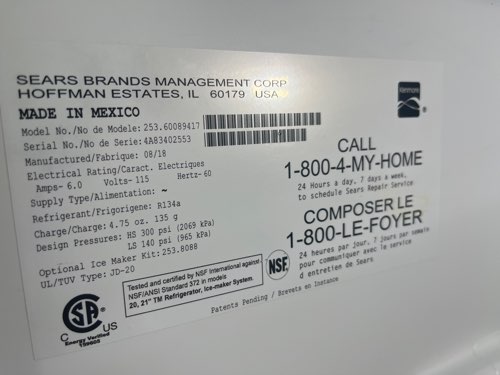 SEARS BRANDS MANAGEMENT CORP
HOFFMAN ESTATES, IL 60179 USA
MADE IN MEXICO
Model No./No de Modele: 253.60089417
Serial No./No de Serie: 4A83402553
Manufactured/Fabrique: 08/18
Electrical Rating/Caract. Electriques
Amps- 6.0 Volts- 115 Hertz- 60
Supply Type/Alimentation: ~
Refrigerant/Frigorigene: R134a
Charge/Charge: 4.75 oz. 135 g
Design Pressures: HS 300 psi (2069 kPa)
LS 140 psi (965 kPa)
Optional Ice Maker Kit: 253.8088
UL/TUV Type: JD-20
Tested and certified by NSF International against
NSF/ANSI Standard 372 in models
20, 21" TM Refrigerator, Ice-maker System.
NSF
Patents Pending / Brevets en Instance
C US
Energy Verified
Kenmore
CALL
1-800-4-MY-HOME
24 Hours a day, 7 days a week,
to schedule Sears Repair Service
COMPOSER LE
1-800-LE-FOYER
24 heures par jour, 7 jours par semain
pour communiquer avec le service
d entretien de Sears